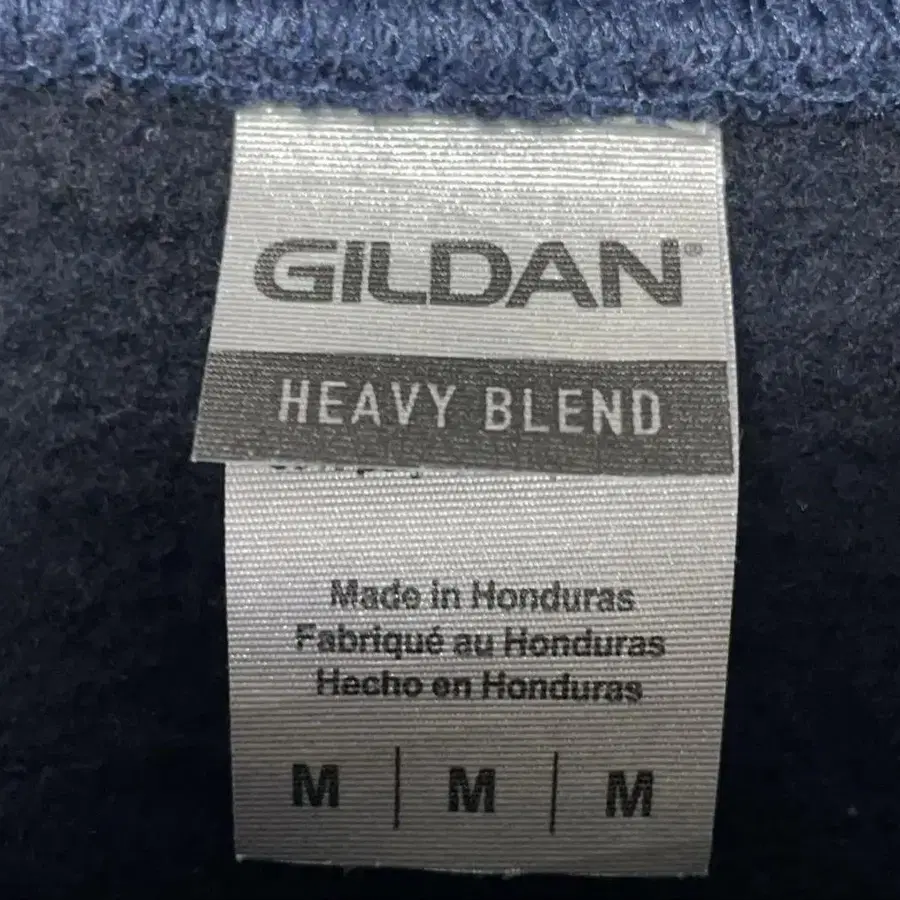 GILDAN®
HEAVY BLEND
Made in Honduras
Fabriqué au Honduras
Hecho en Honduras
M | M | M